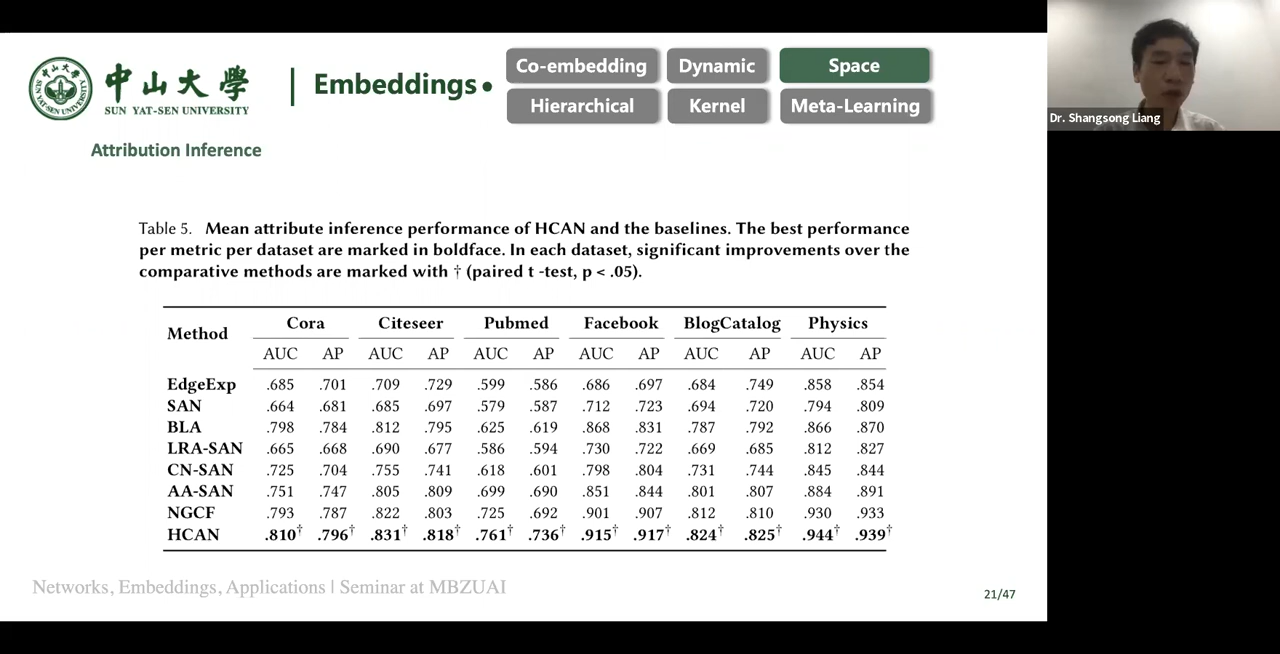 中山大學
SUN YAT-SEN UNIVERSITY
Embeddings•
Co-embedding Dynamic Space
Hierarchical Kernel Meta-Learning
Dr. Shangsong Liang
Attribution Inference
Table 5. Mean attribute inference performance of HCAN and the baselines. The best performance
per metric per dataset are marked in boldface. In each dataset, significant improvements over the
comparative methods are marked with † (paired t -test, p < .05).
Method Cora Citeseer Pubmed Facebook BlogCatalog Physics
AUC AP AUC AP AUC AP AUC AP AUC AP AUC AP
EdgeExp .685 .701 .709 .729 .599 .586 .686 .697 .684 .749 .858 .854
SAN .664 .681 .685 .697 .579 .587 .712 .723 .694 .720 .794 .809
BLA .798 .784 .812 .795 .625 .619 .868 .831 .787 .792 .866 .870
LRA-SAN .665 .668 .690 .677 .586 .594 .730 .722 .669 .685 .812 .827
CN-SAN .725 .704 .755 .741 .618 .601 .798 .804 .731 .744 .845 .844
AA-SAN .751 .747 .805 .809 .699 .690 .851 .844 .801 .807 .884 .891
NGCF .793 .787 .822 .803 .725 .692 .901 .907 .812 .810 .930 .933
HCAN .810† .796† .831† .818† .761† .736† .915† .917† .824† .825† .944† .939†
Networks, Embeddings, Applications | Seminar at MBZUAI
21/47